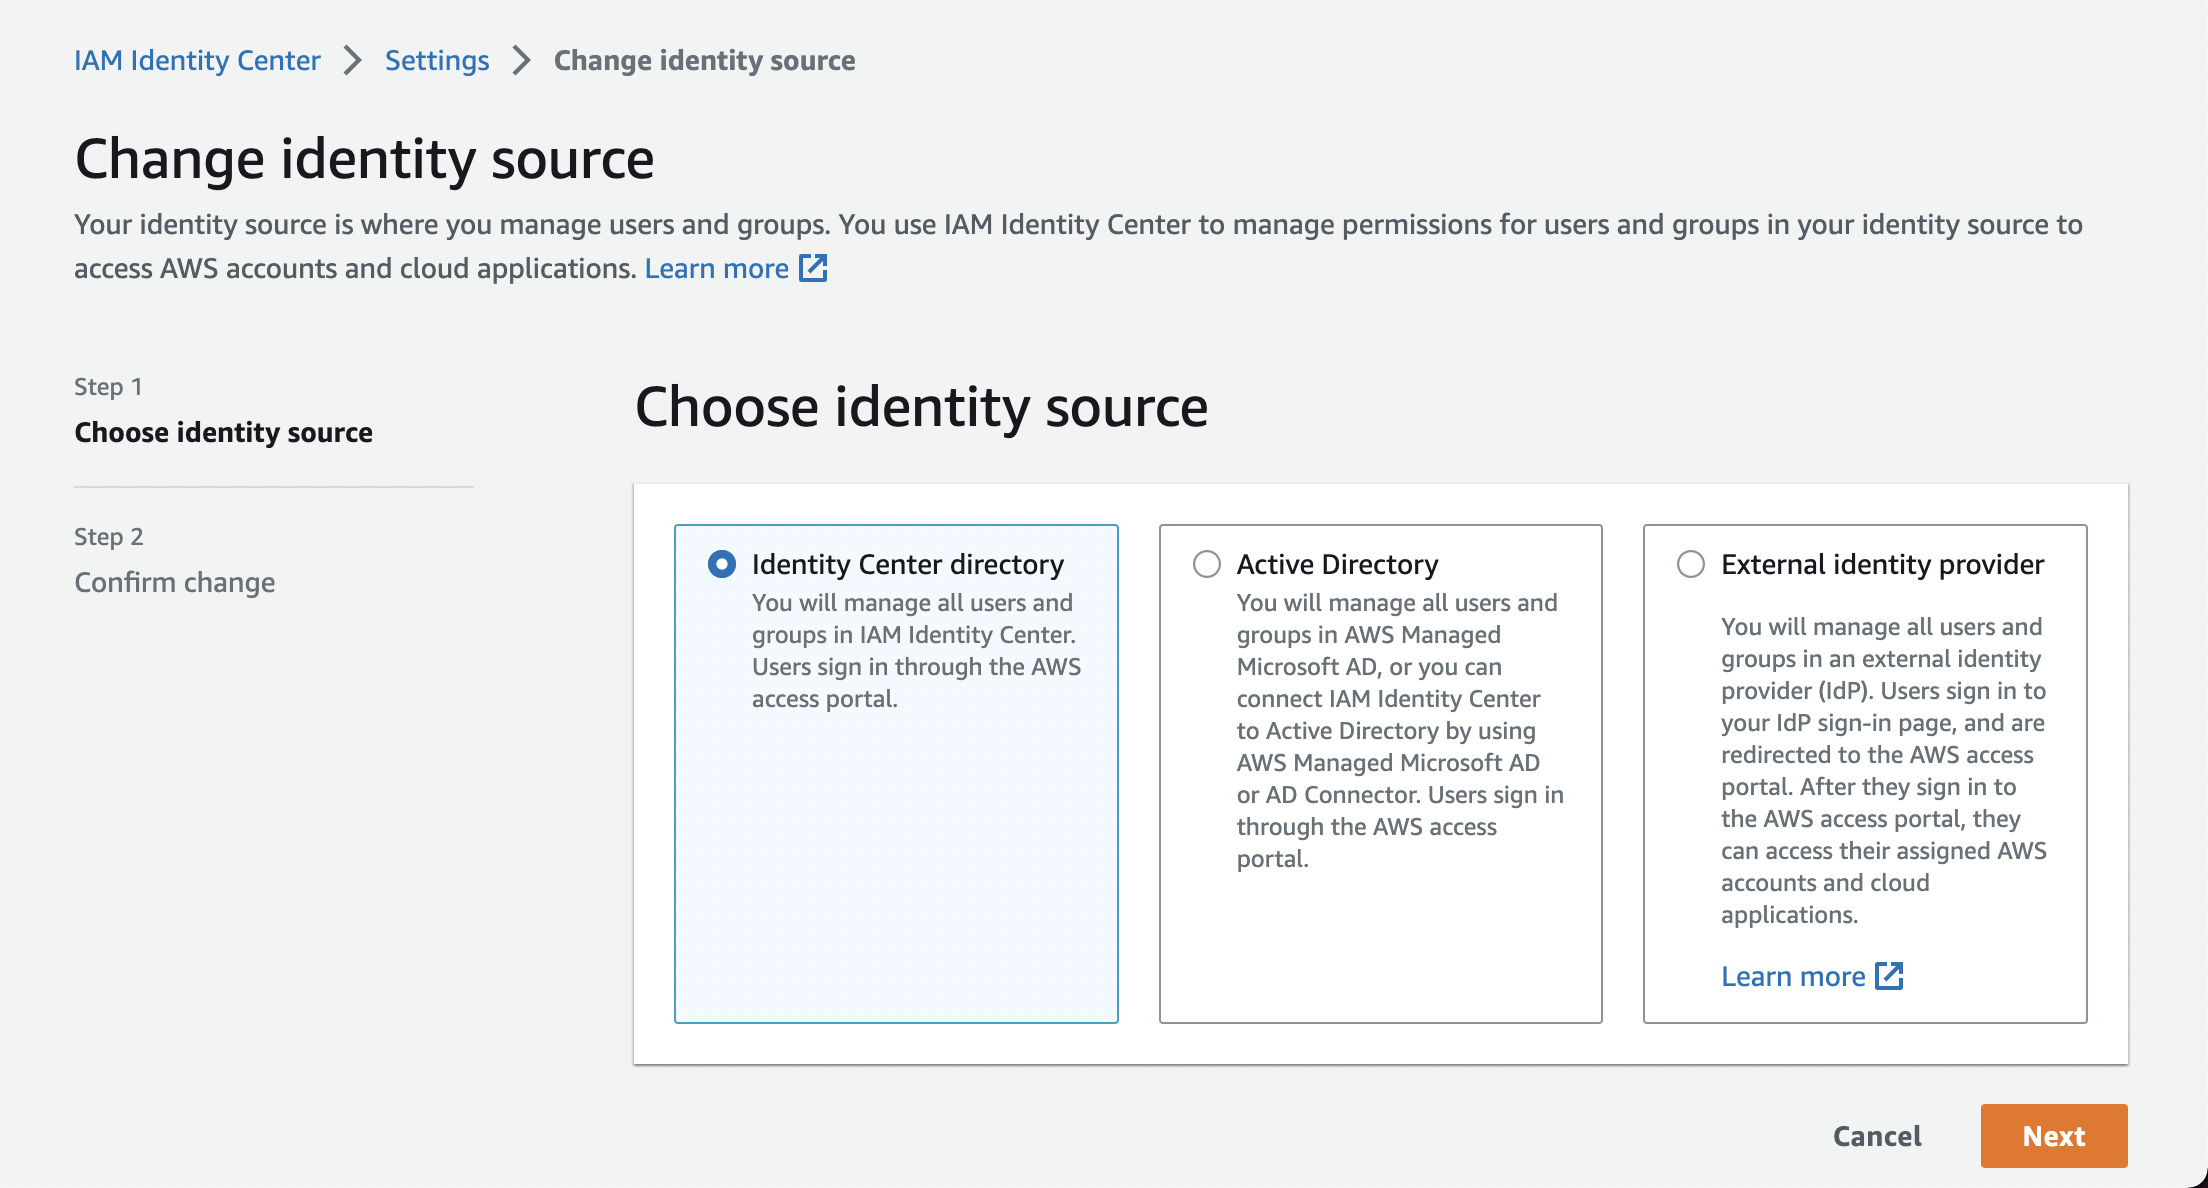 IAM Identity Center > Settings > Change identity source
Change identity source
Your identity source is where you manage users and groups. You use IAM Identity Center to manage permissions for users and groups in your identity source to
access AWS accounts and cloud applications. Learn more
Step 1
Choose identity source
Step 2
Confirm change
Choose identity source
Identity Center directory
You will manage all users and
groups in IAM Identity Center.
Users sign in through the AWS
access portal.
Active Directory
You will manage all users and
groups in AWS Managed
Microsoft AD, or you can
connect IAM Identity Center
to Active Directory by using
AWS Managed Microsoft AD
or AD Connector. Users sign in
through the AWS access
portal.
External identity provider
You will manage all users and
groups in an external identity
provider (IdP). Users sign in to
your IdP sign-in page, and are
redirected to the AWS access
portal. After they sign in to
the AWS access portal, they
can access their assigned AWS
accounts and cloud
applications.
Learn more
Cancel
Next